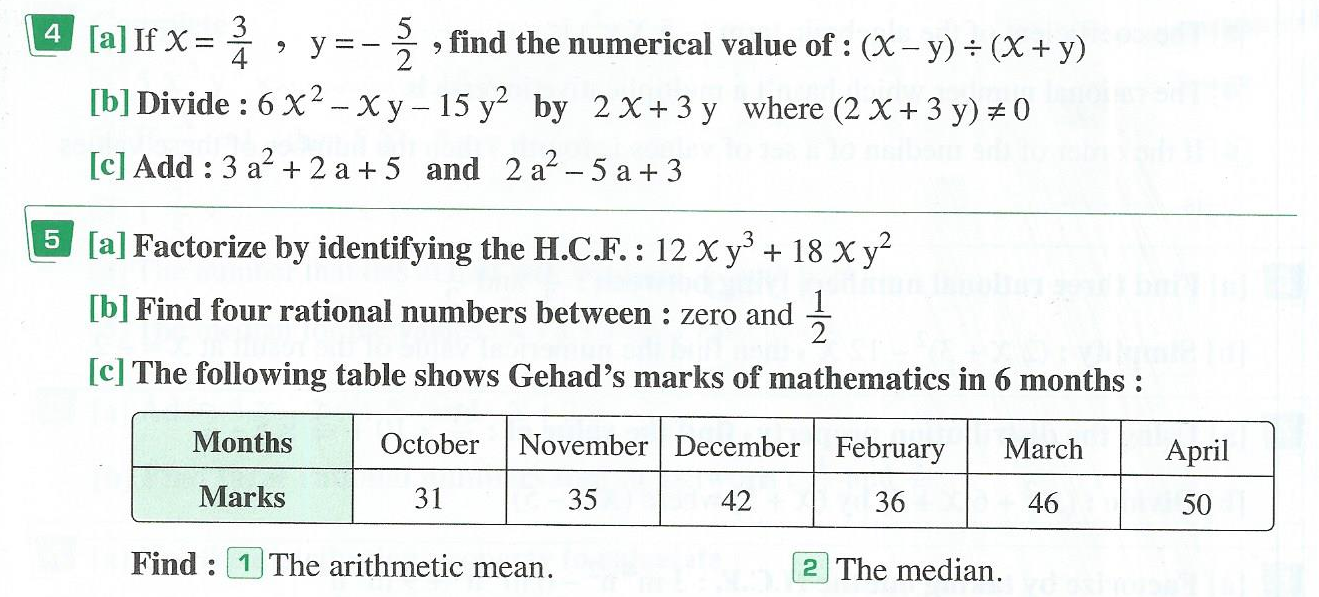 4 [a] If X = 3/4 , y = – 5/2 , find the numerical value of : (X – y) ÷ (X + y)
[b] Divide : 6 X² – X y – 15 y² by 2 X + 3 y where (2 X + 3 y) ≠ 0
[c] Add : 3 a² + 2 a + 5 and 2 a² – 5 a + 3
5 [a] Factorize by identifying the H.C.F. : 12 X y³ + 18 X y²
[b] Find four rational numbers between : zero and 1/2
[c] The following table shows Gehad’s marks of mathematics in 6 months :
Months October November December February March April
Marks 31 35 42 36 46 50
Find : 1 The arithmetic mean. 2 The median.